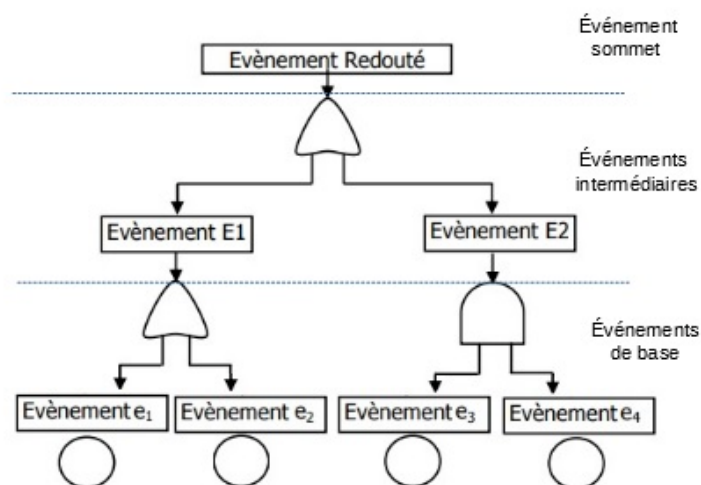 Événement
sommet
Evènement Redouté
Événements
intermédiaires
Evènement E1
Evènement E2
Événements
de base
Evènement e₁
Evènement e₂
Evènement e₃
Evènement e₄